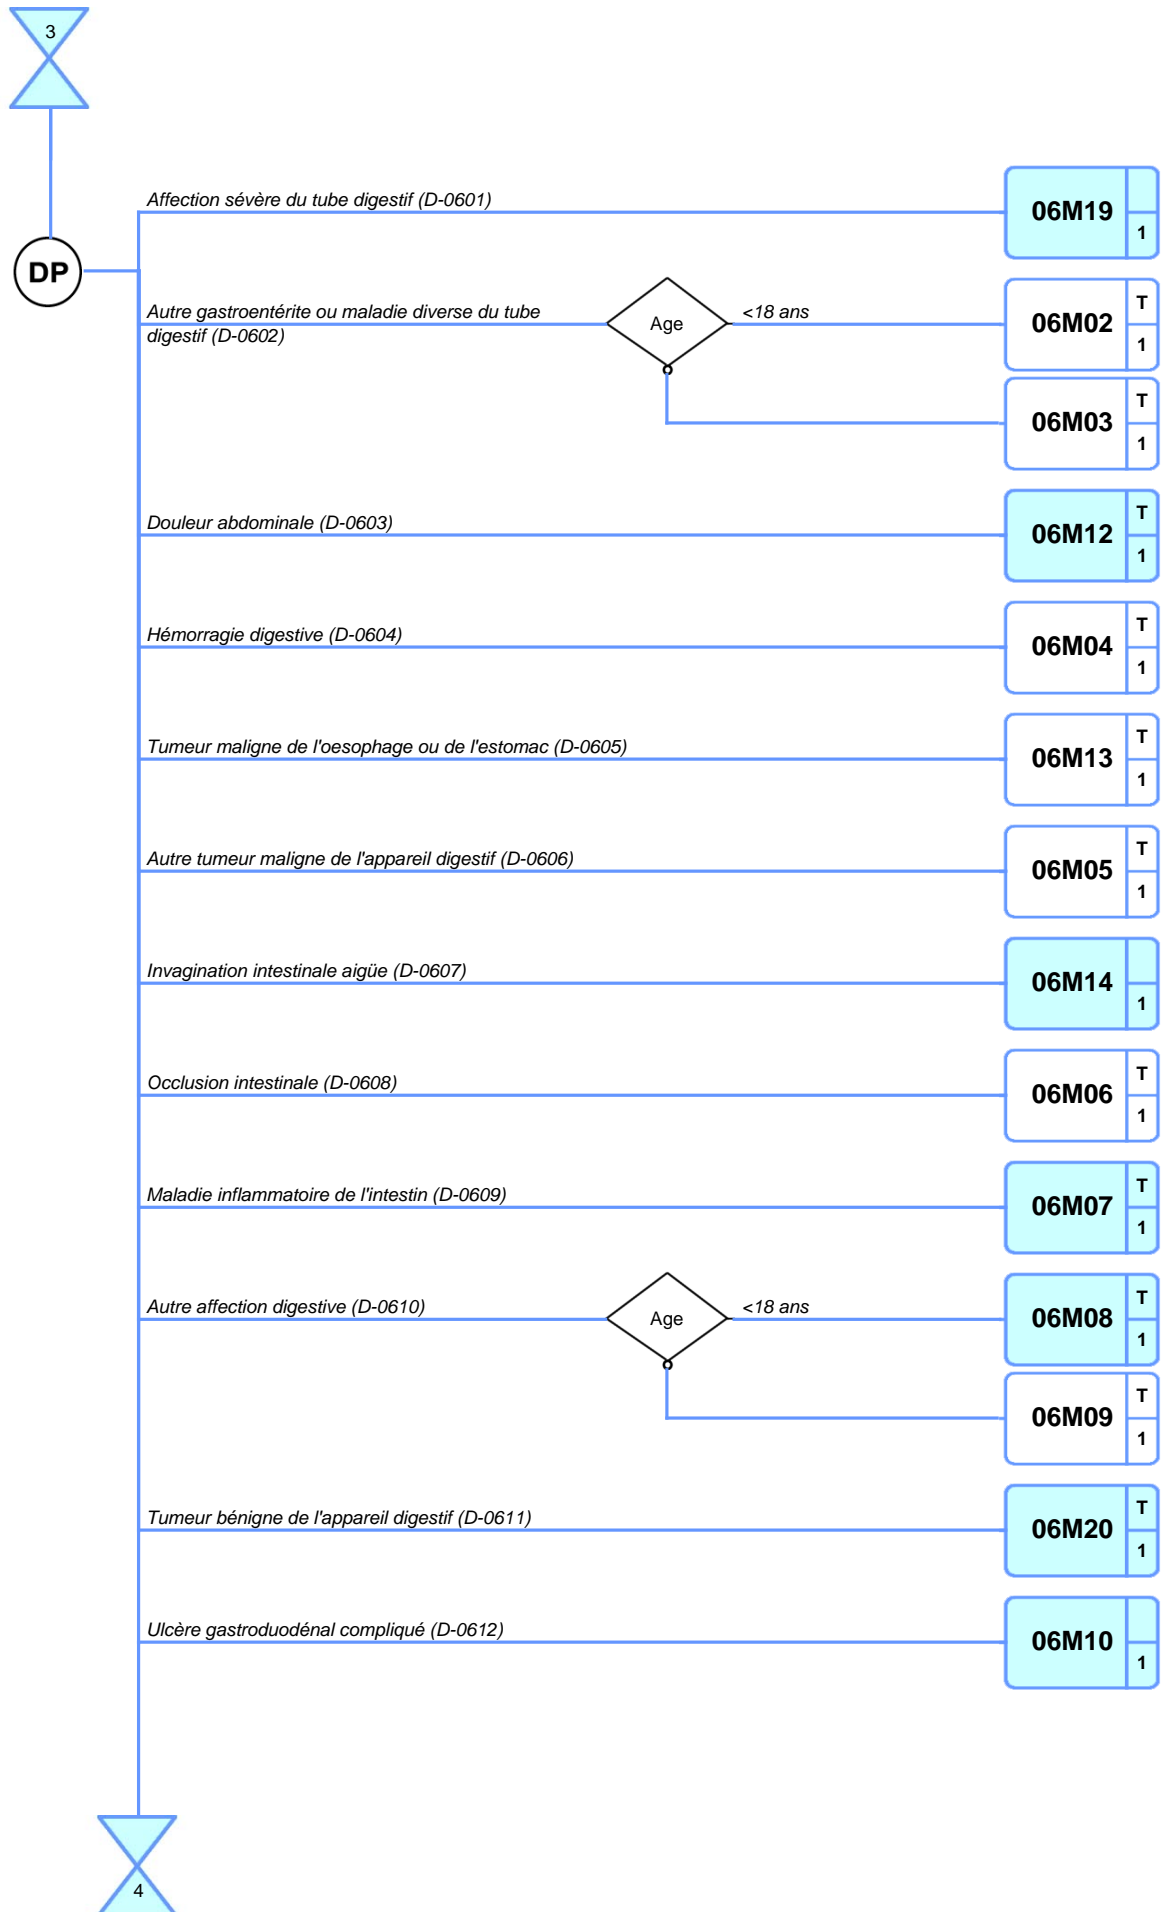 3
Affection sévère du tube digestif (D-0601)
06M19
1
DP
Autre gastroentérite ou maladie diverse du tube
digestif (D-0602)
Age
<18 ans
06M02
T
1
06M03
T
1
Douleur abdominale (D-0603)
06M12
T
1
Hémorragie digestive (D-0604)
06M04
T
1
Tumeur maligne de l'oesophage ou de l'estomac (D-0605)
06M13
T
1
Autre tumeur maligne de l'appareil digestif (D-0606)
06M05
T
1
Invagination intestinale aigüe (D-0607)
06M14
1
Occlusion intestinale (D-0608)
06M06
T
1
Maladie inflammatoire de l'intestin (D-0609)
06M07
T
1
Autre affection digestive (D-0610)
Age
<18 ans
06M08
T
1
06M09
T
1
Tumeur bénigne de l'appareil digestif (D-0611)
06M20
T
1
Ulcère gastroduodénal compliqué (D-0612)
06M10
1
4